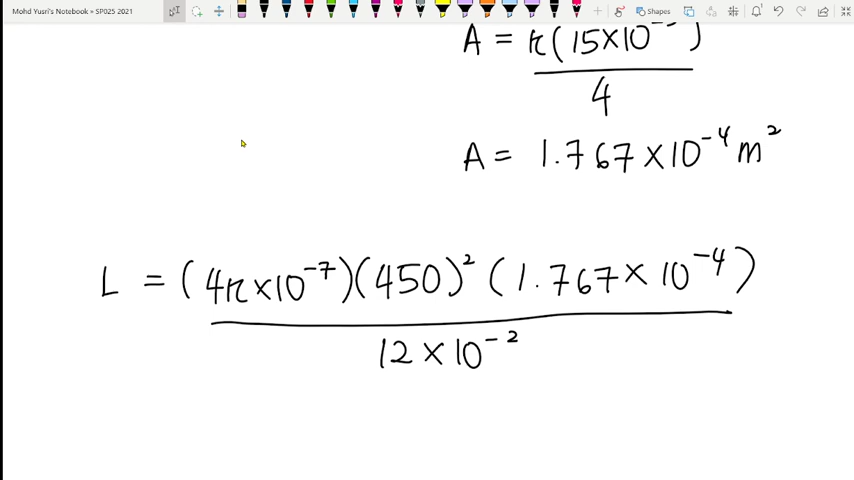 Mohd Yusri's Notebook » SP025 2021
Shapes
A = π(15×10⁻
4
A = 1.767 × 10⁻⁴ m²
L = (4π×10⁻⁷)(450)²(1.767 × 10⁻⁴)
12 × 10⁻²